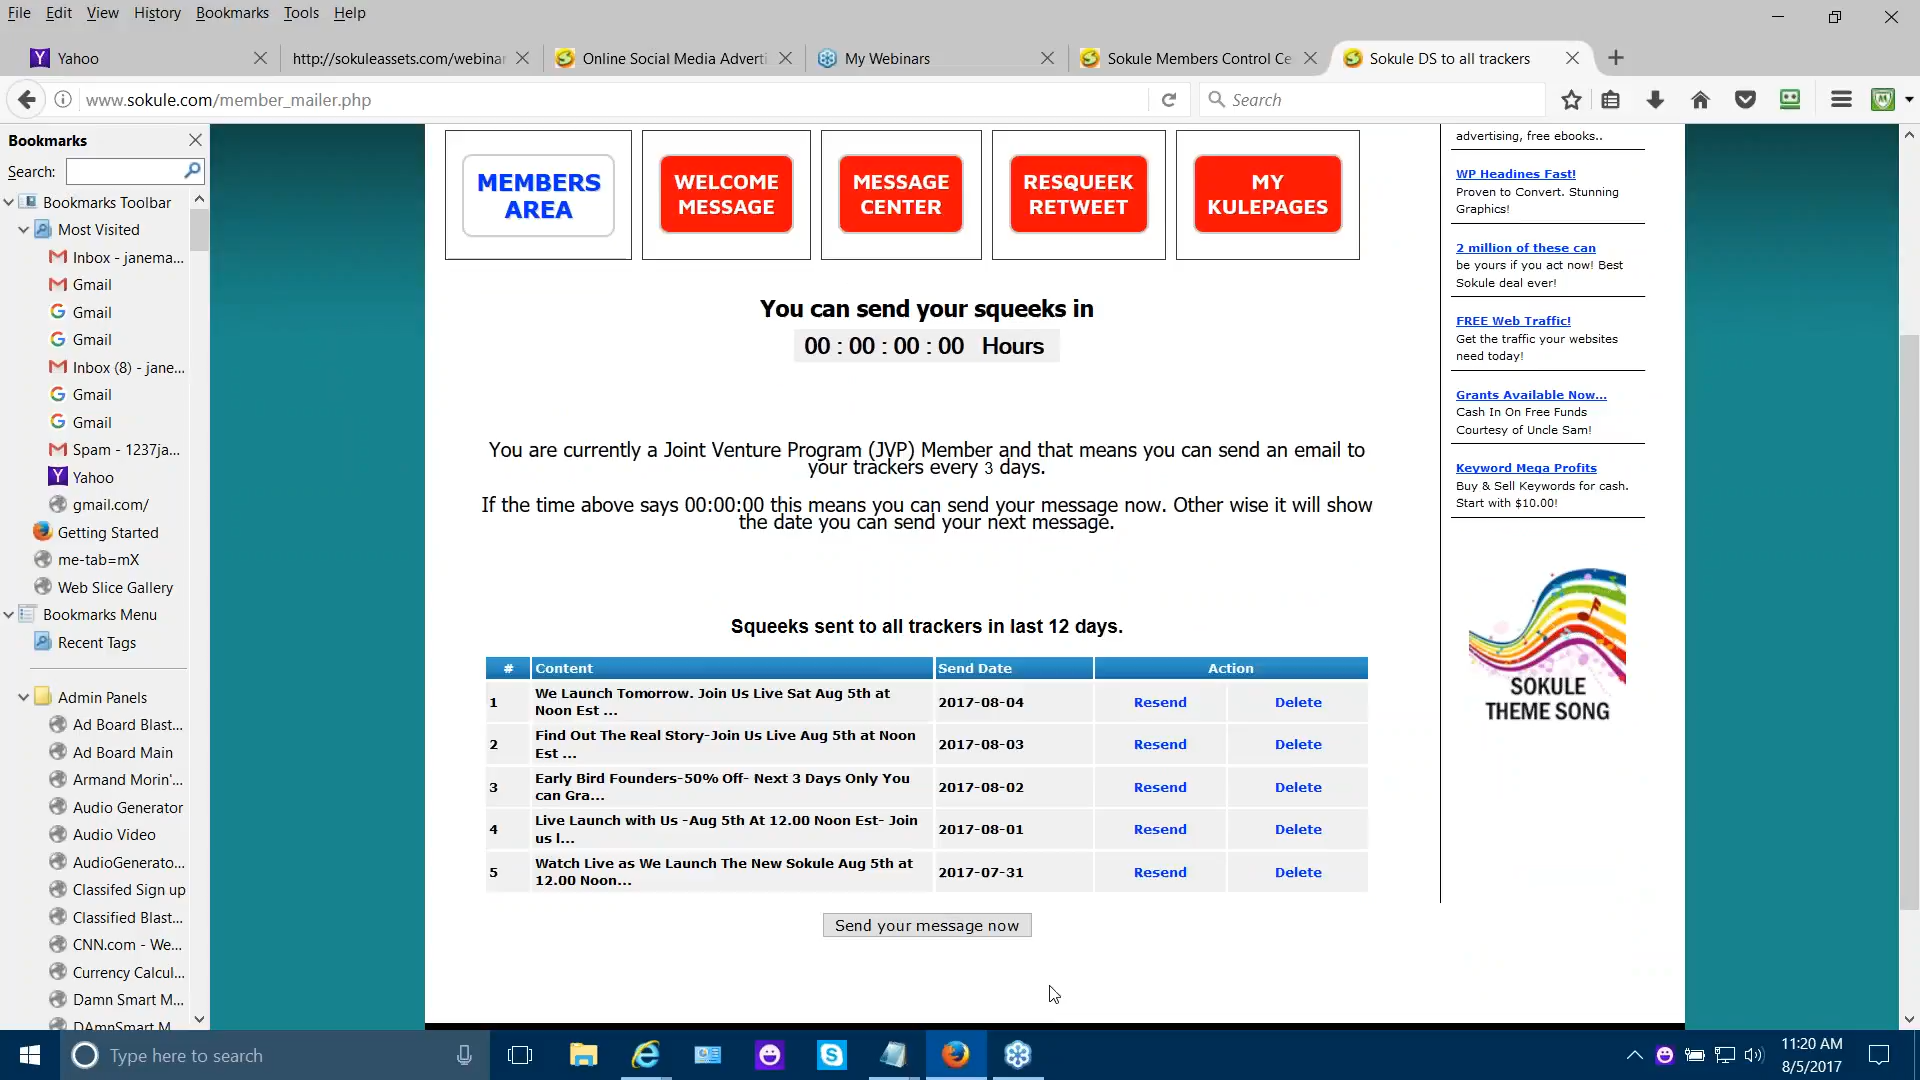 File Edit View History Bookmarks Tools Help
Yahoo
http://sokuleassets.com/webinar
Online Social Media Adverti
My Webinars
Sokule Members Control Ce
Sokule DS to all trackers
www.sokule.com/member_mailer.php
Search
Bookmarks
Search:
Bookmarks Toolbar
Most Visited
Inbox - janema...
Gmail
Gmail
Gmail
Inbox (8) - jane...
Gmail
Gmail
Spam - 1237ja...
Yahoo
gmail.com/
Getting Started
me-tab=mX
Web Slice Gallery
Bookmarks Menu
Recent Tags
Admin Panels
Ad Board Blast...
Ad Board Main
Armand Morin'...
Audio Generator
Audio Video
AudioGenerato...
Classifed Sign up
Classified Blast...
CNN.com - We...
Currency Calcul...
Damn Smart M...
DAmnSmart M
MEMBERS
AREA
WELCOME
MESSAGE
MESSAGE
CENTER
RESQUEEK
RETWEET
MY
KULEPAGES
You can send your squeeks in
00 : 00 : 00 : 00 Hours
You are currently a Joint Venture Program (JVP) Member and that means you can send an email to
your trackers every 3 days.
If the time above says 00:00:00 this means you can send your message now. Other wise it will show
the date you can send your next message.
Squeeks sent to all trackers in last 12 days.
# Content Send Date Action
1 We Launch Tomorrow. Join Us Live Sat Aug 5th at
Noon Est ... 2017-08-04 Resend Delete
2 Find Out The Real Story-Join Us Live Aug 5th at Noon
Est ... 2017-08-03 Resend Delete
3 Early Bird Founders-50% Off- Next 3 Days Only You
can Gra... 2017-08-02 Resend Delete
4 Live Launch with Us -Aug 5th At 12.00 Noon Est- Join
us l... 2017-08-01 Resend Delete
5 Watch Live as We Launch The New Sokule Aug 5th at
12.00 Noon... 2017-07-31 Resend Delete
Send your message now
advertising, free ebooks..
WP Headines Fast!
Proven to Convert. Stunning
Graphics!
2 million of these can
be yours if you act now! Best
Sokule deal ever!
FREE Web Traffic!
Get the traffic your websites
need today!
Grants Available Now...
Cash In On Free Funds
Courtesy of Uncle Sam!
Keyword Mega Profits
Buy & Sell Keywords for cash.
Start with $10.00!
SOKULE
THEME SONG
Type here to search
11:20 AM
8/5/2017